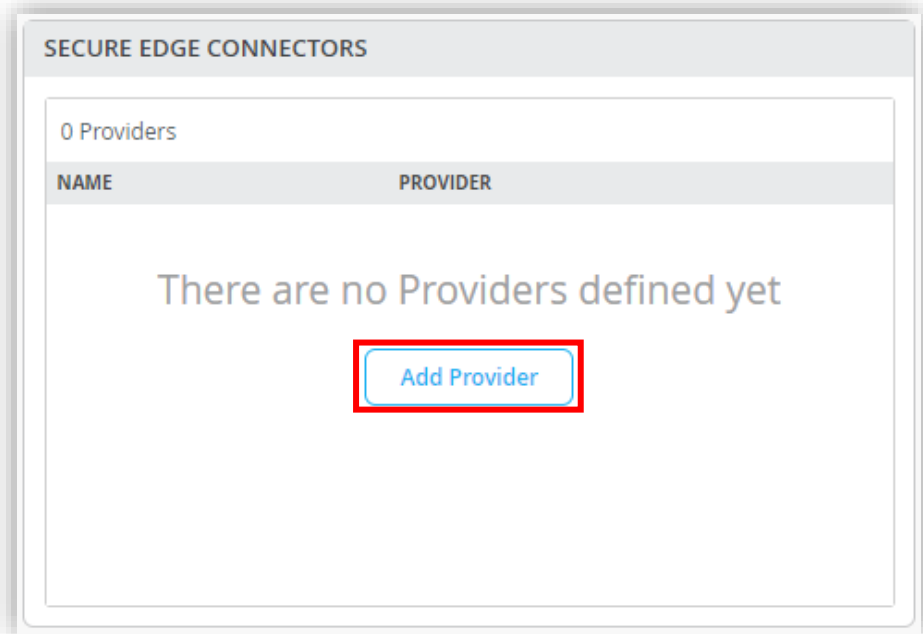 SECURE EDGE CONNECTORS
0 Providers
NAME PROVIDER
There are no Providers defined yet
Add Provider